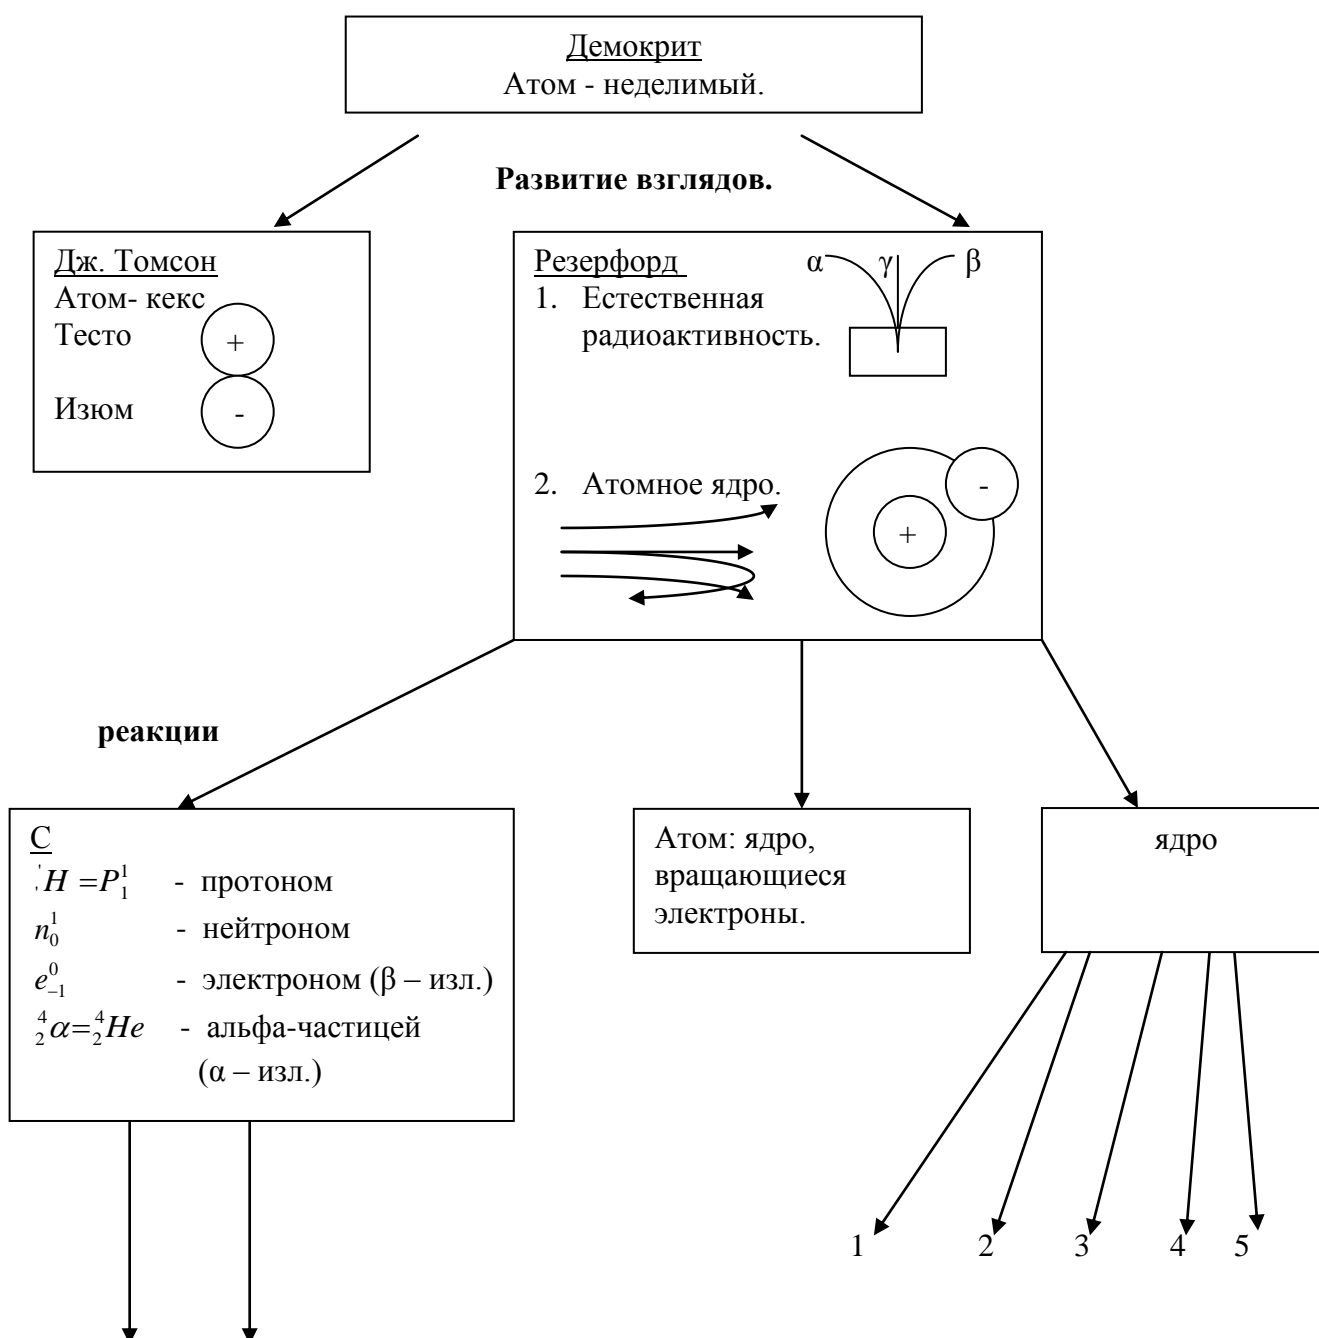 Демокрит
Атом - неделимый.
Развитие взглядов.
Дж. Томсон
Атом- кекс
Тесто
+
Изюм
-
Резерфорд
α γ β
1. Естественная
радиоактивность.
2. Атомное ядро.
-
+
реакции
С
H = P₁¹ - протоном
n₀¹ - нейтроном
e₋₁⁰ - электроном (β – изл.)
₂⁴α=₂⁴He - альфа-частицей
(α – изл.)
Атом: ядро,
вращающиеся
электроны.
ядро
1 2 3 4 5